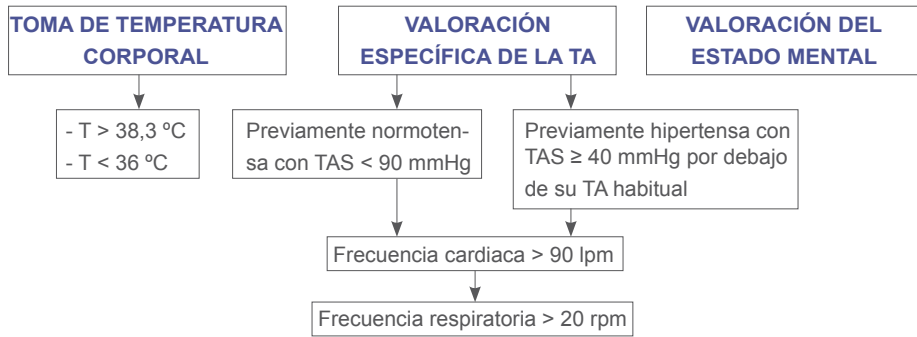 TOMA DE TEMPERATURA
CORPORAL
VALORACIÓN
ESPECÍFICA DE LA TA
VALORACIÓN DEL
ESTADO MENTAL
- T > 38,3 ºC
- T < 36 ºC
Previamente normoten-
sa con TAS < 90 mmHg
Previamente hipertensa con
TAS ≥ 40 mmHg por debajo
de su TA habitual
Frecuencia cardiaca > 90 lpm
Frecuencia respiratoria > 20 rpm